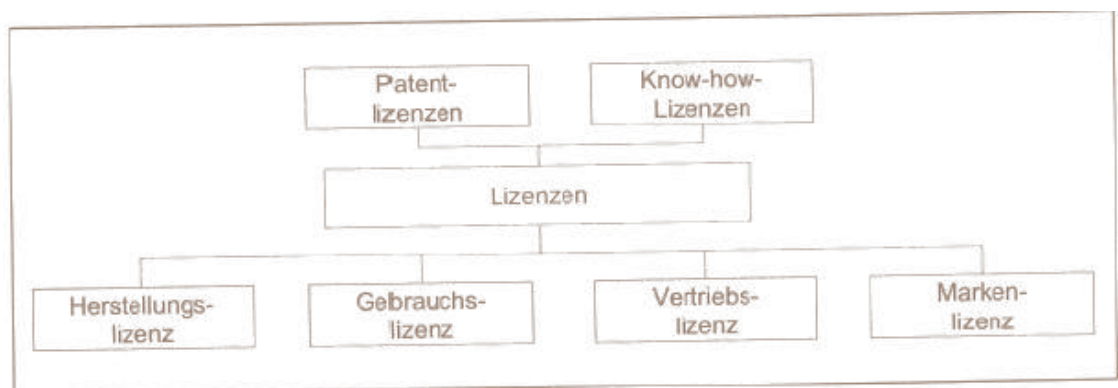 Patent-
lizenzen
Know-how-
Lizenzen
Lizenzen
Herstellungs-
lizenz
Gebrauchs-
lizenz
Vertriebs-
lizenz
Marken-
lizenz